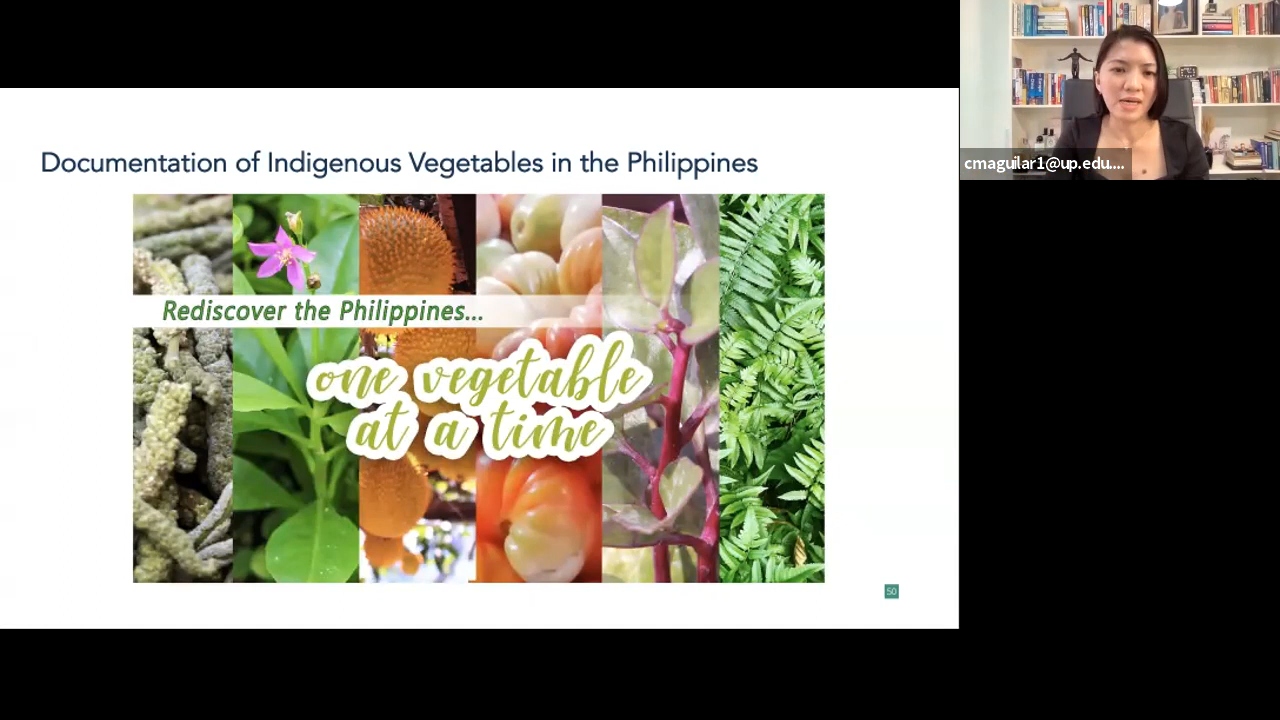 Documentation of Indigenous Vegetables in the Philippines
Rediscover the Philippines...
one vegetable
at a time
50
cmaguilar1@up.edu....